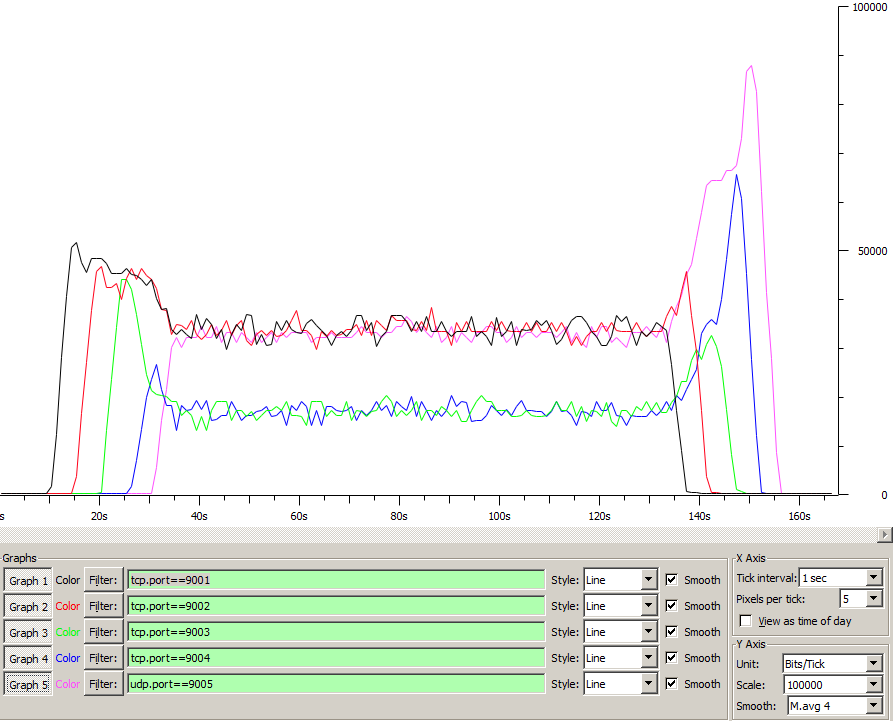 100000
50000
0
s 20s 40s 60s 80s 100s 120s 140s 160s
Graphs
Graph 1 Color Filter: tcp.port==9001 Style: Line Smooth
Graph 2 Color Filter: tcp.port==9002 Style: Line Smooth
Graph 3 Color Filter: tcp.port==9003 Style: Line Smooth
Graph 4 Color Filter: tcp.port==9004 Style: Line Smooth
Graph 5 Color Filter: udp.port==9005 Style: Line Smooth
X Axis
Tick interval: 1 sec
Pixels per tick: 5
View as time of day
Y Axis
Unit: Bits/Tick
Scale: 100000
Smooth: M.avg 4